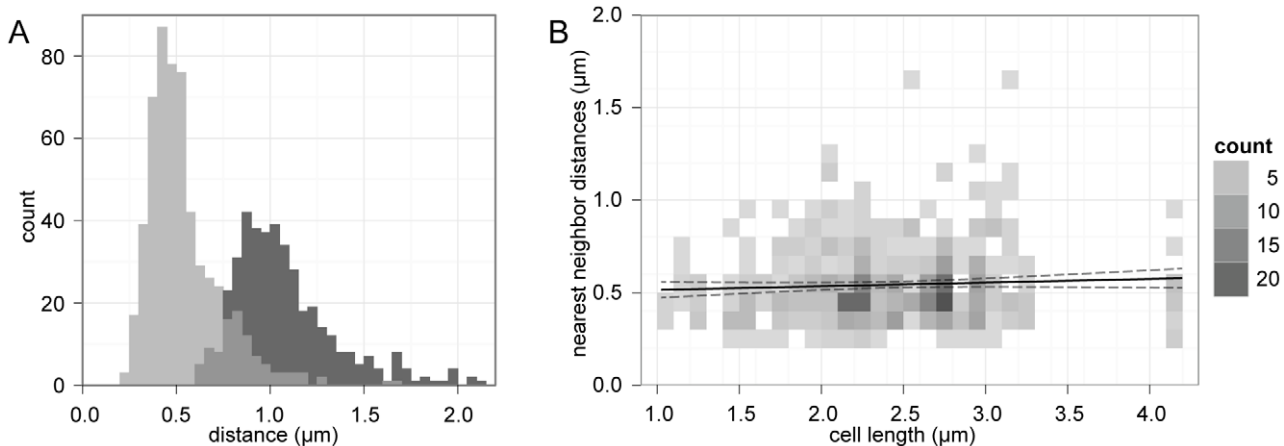 A
count
80
60
40
20
0
0.0 0.5 1.0 1.5 2.0
distance (µm)
B
nearest neighbor distances (µm)
2.0
1.5
1.0
0.5
0.0
1.0 1.5 2.0 2.5 3.0 3.5 4.0
cell length (µm)
count
5
10
15
20